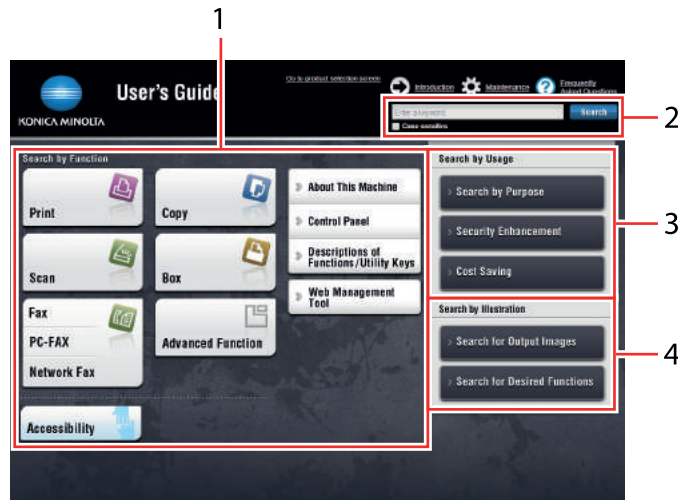 1
Go to product selection screen
User's Guide
Introduction
Maintenance
Frequently
Asked Questions
KONICA MINOLTA
Enter a keyword.
Search
2
Case sensitive
Search by Function
Search by Usage
Print
Copy
About This Machine
Search by Purpose
Control Panel
3
Security Enhancement
Scan
Box
Descriptions of
Functions/Utility Keys
Cost Saving
Web Management
Tool
Search by Illustration
Fax
PC-FAX
Network Fax
Advanced Function
Search for Output Images
4
Search for Desired Functions
Accessibility